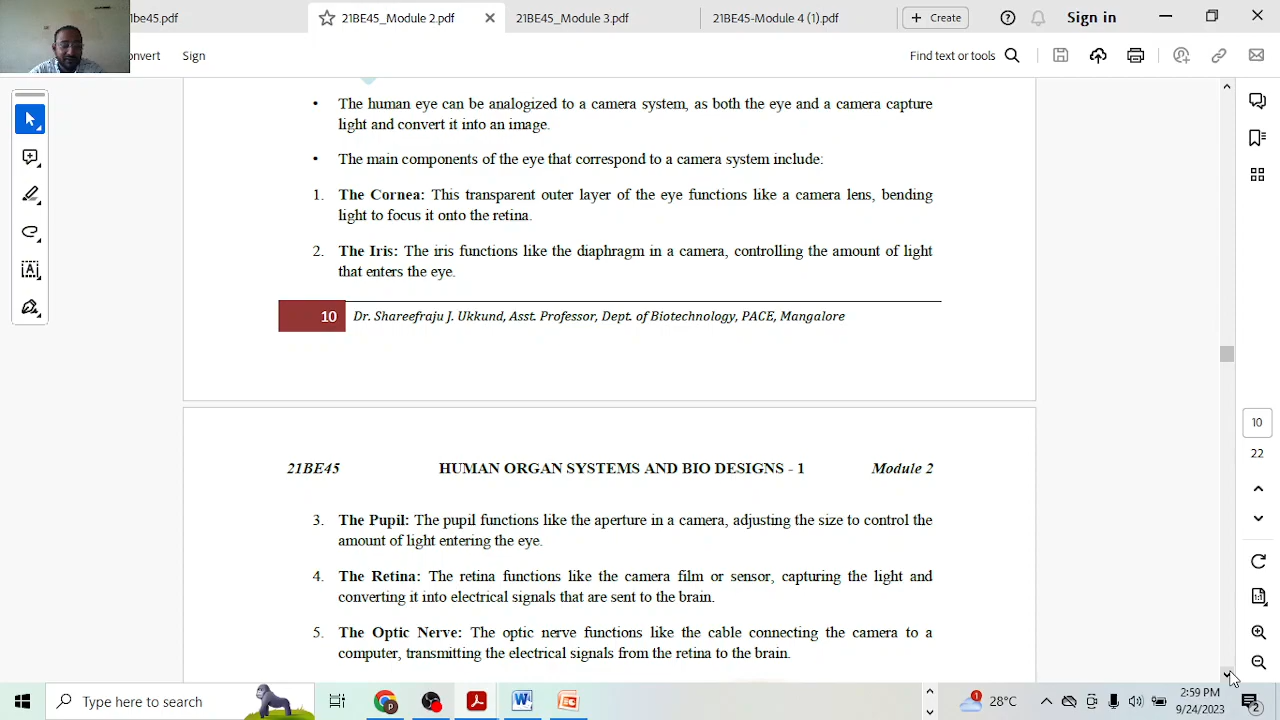 1be45.pdf
21BE45_Module 2.pdf
21BE45_Module 3.pdf
21BE45-Module 4 (1).pdf
Create
Sign in
nvert
Sign
Find text or tools
• The human eye can be analogized to a camera system, as both the eye and a camera capture
light and convert it into an image.
• The main components of the eye that correspond to a camera system include:
1. The Cornea: This transparent outer layer of the eye functions like a camera lens, bending
light to focus it onto the retina.
2. The Iris: The iris functions like the diaphragm in a camera, controlling the amount of light
that enters the eye.
10 Dr. Shareefraju J. Ukkund, Asst. Professor, Dept. of Biotechnology, PACE, Mangalore
21BE45 HUMAN ORGAN SYSTEMS AND BIO DESIGNS - 1 Module 2
3. The Pupil: The pupil functions like the aperture in a camera, adjusting the size to control the
amount of light entering the eye.
4. The Retina: The retina functions like the camera film or sensor, capturing the light and
converting it into electrical signals that are sent to the brain.
5. The Optic Nerve: The optic nerve functions like the cable connecting the camera to a
computer, transmitting the electrical signals from the retina to the brain.
10
22
Type here to search
1
28°C
2:59 PM
9/24/2023
2